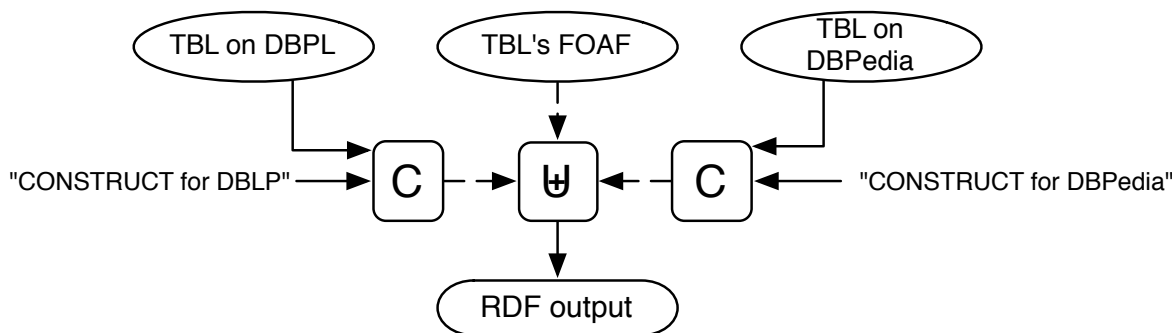 TBL on DBPL
TBL's FOAF
TBL on
DBPedia
"CONSTRUCT for DBLP"
C
⊎
C
"CONSTRUCT for DBPedia"
RDF output